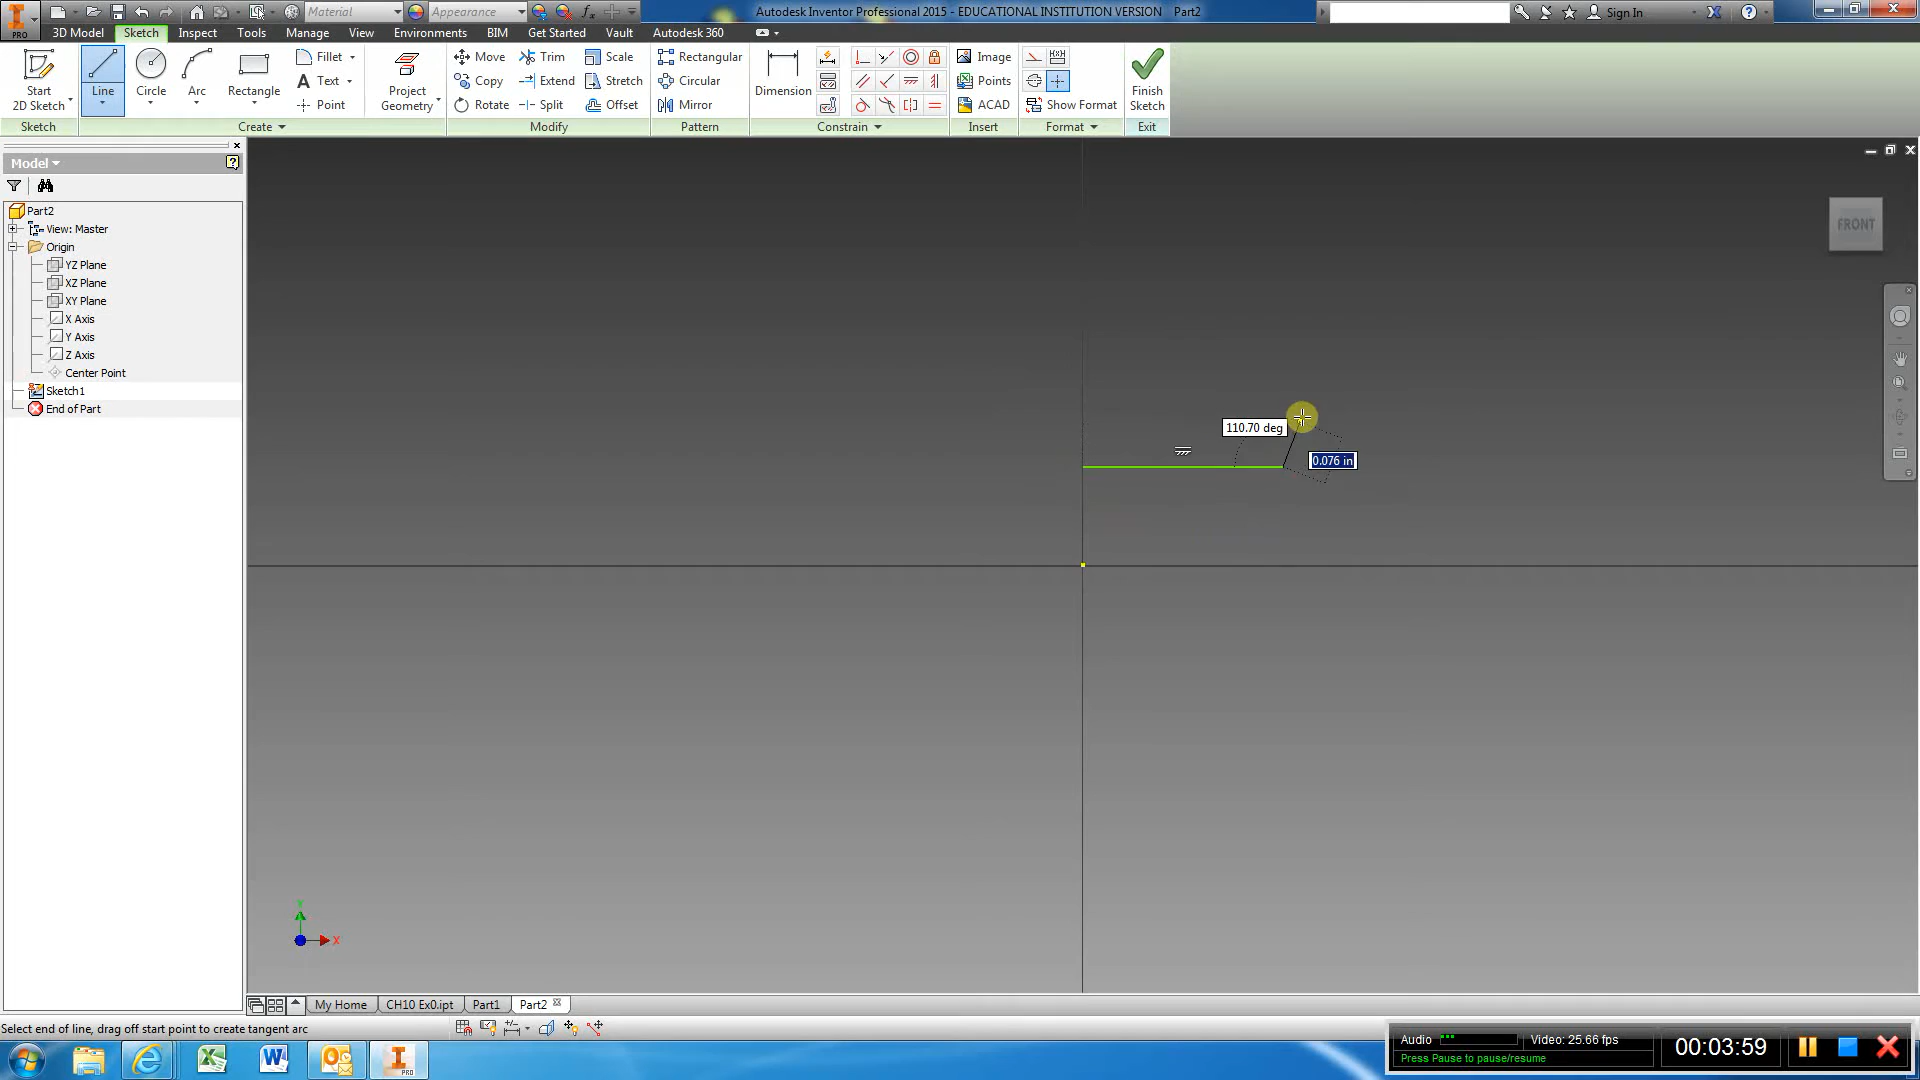 Material
Appearance
Autodesk Inventor Professional 2015 - EDUCATIONAL INSTITUTION VERSION Part2
Sign In
PRO
3D Model Sketch Inspect Tools Manage View Environments BIM Get Started Vault Autodesk 360
Start
2D Sketch
Line
Circle
Arc
Rectangle
Fillet
Text
Point
Project
Geometry
Move
Copy
Rotate
Trim
Extend
Split
Scale
Stretch
Offset
Rectangular
Circular
Mirror
Dimension
Image
Points
ACAD
Show Format
Finish
Sketch
Sketch Create Modify Pattern Constrain Insert Format Exit
Model
Part2
View: Master
Origin
YZ Plane
XZ Plane
XY Plane
X Axis
Y Axis
Z Axis
Center Point
Sketch1
End of Part
FRONT
110.70 deg
0.076 in
Y
X
My Home CH10 Ex0.ipt Part1 Part2
Select end of line, drag off start point to create tangent arc
Audio
Video: 25.66 fps
Press Pause to pause/resume
00:03:59
PRO